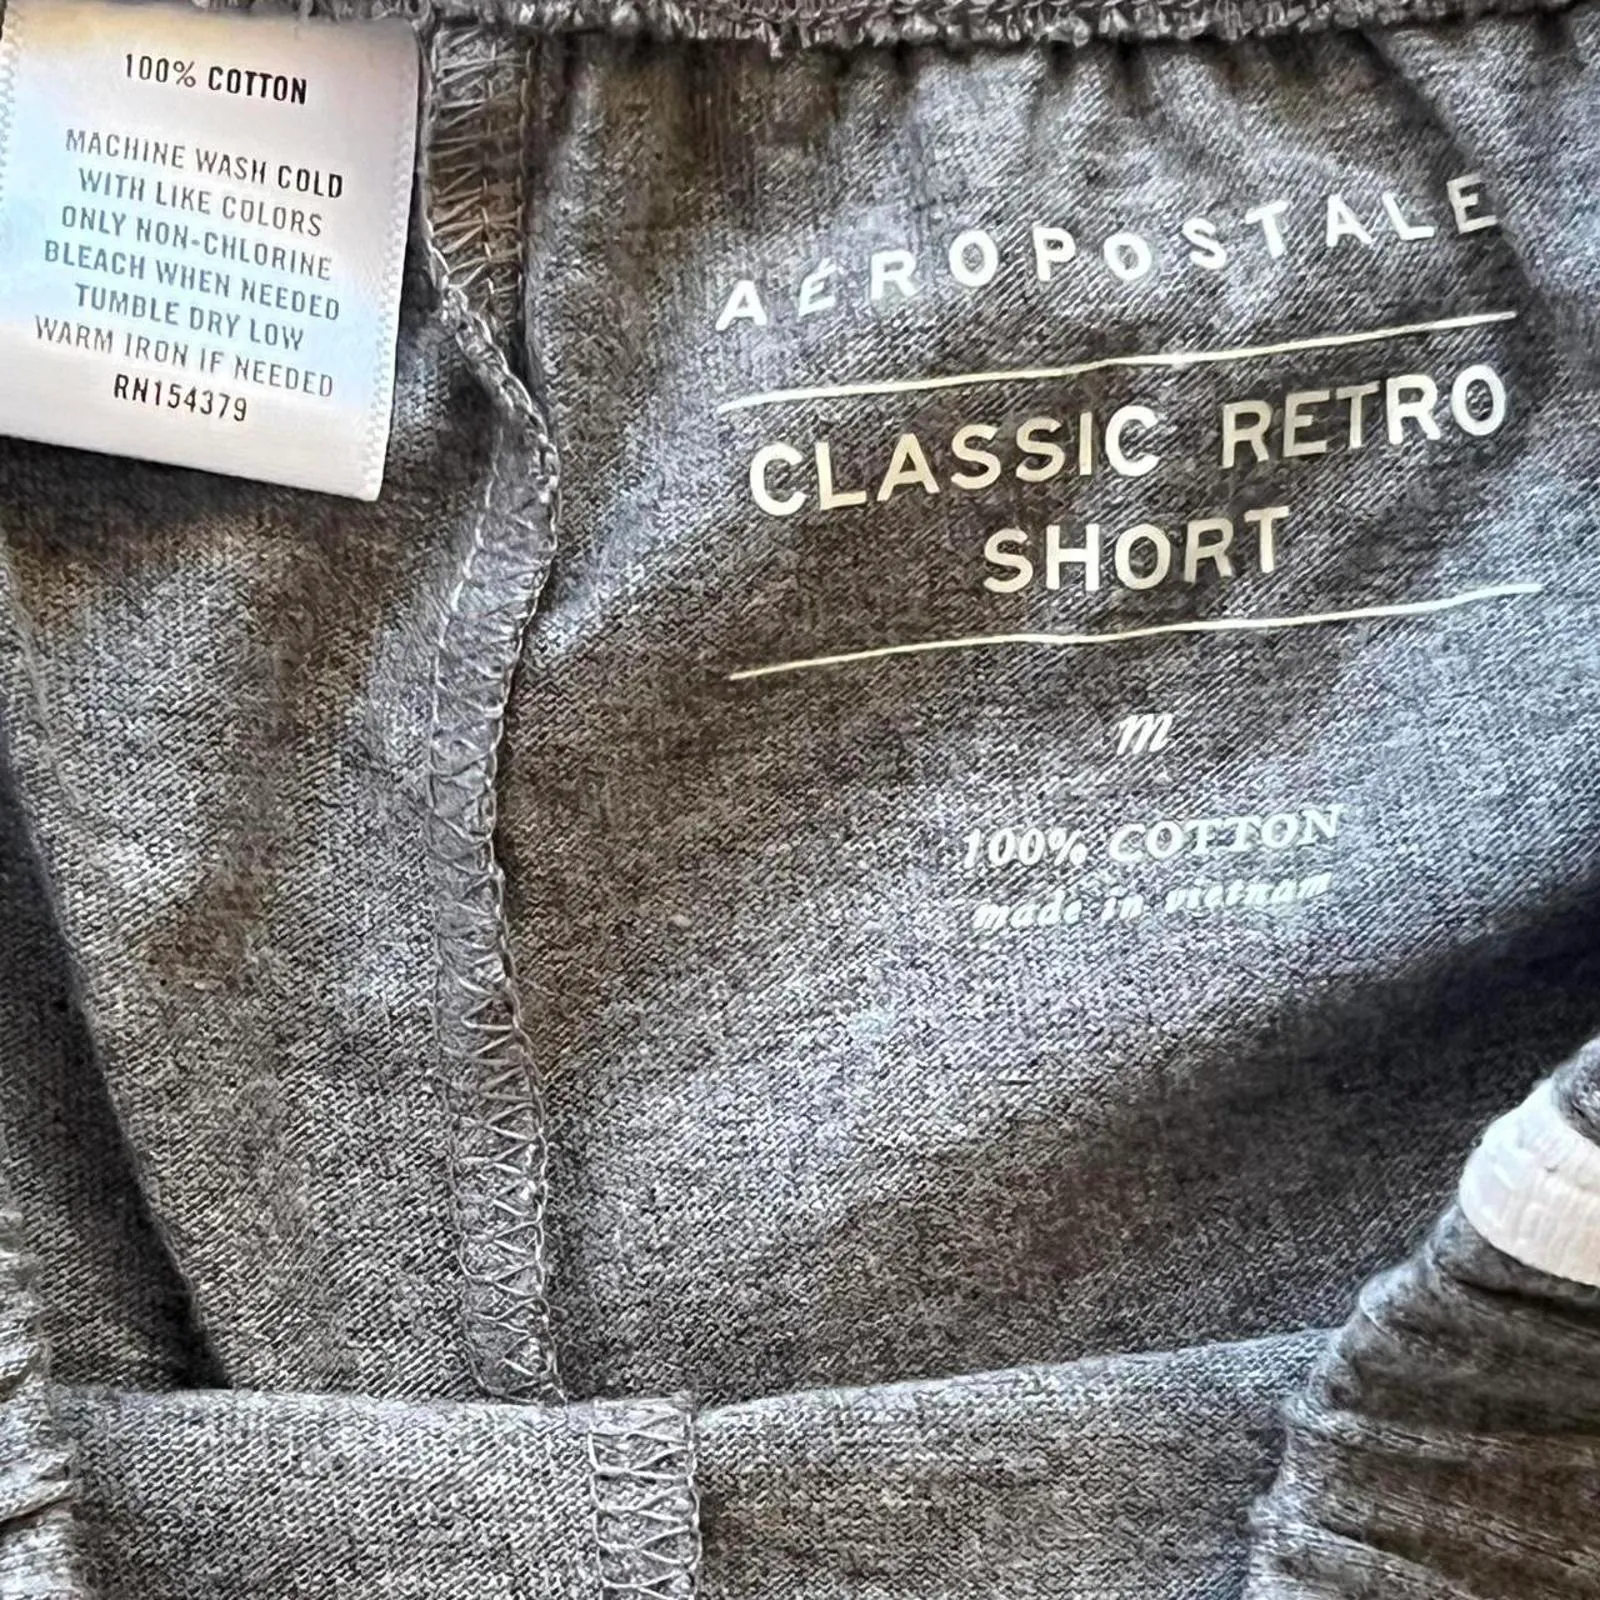 100% COTTON
MACHINE WASH COLD
WITH LIKE COLORS
ONLY NON-CHLORINE
BLEACH WHEN NEEDED
TUMBLE DRY LOW
WARM IRON IF NEEDED
RN154379
AÉROPOSTALE
CLASSIC RETRO
SHORT
m
100% COTTON
made in vietnam